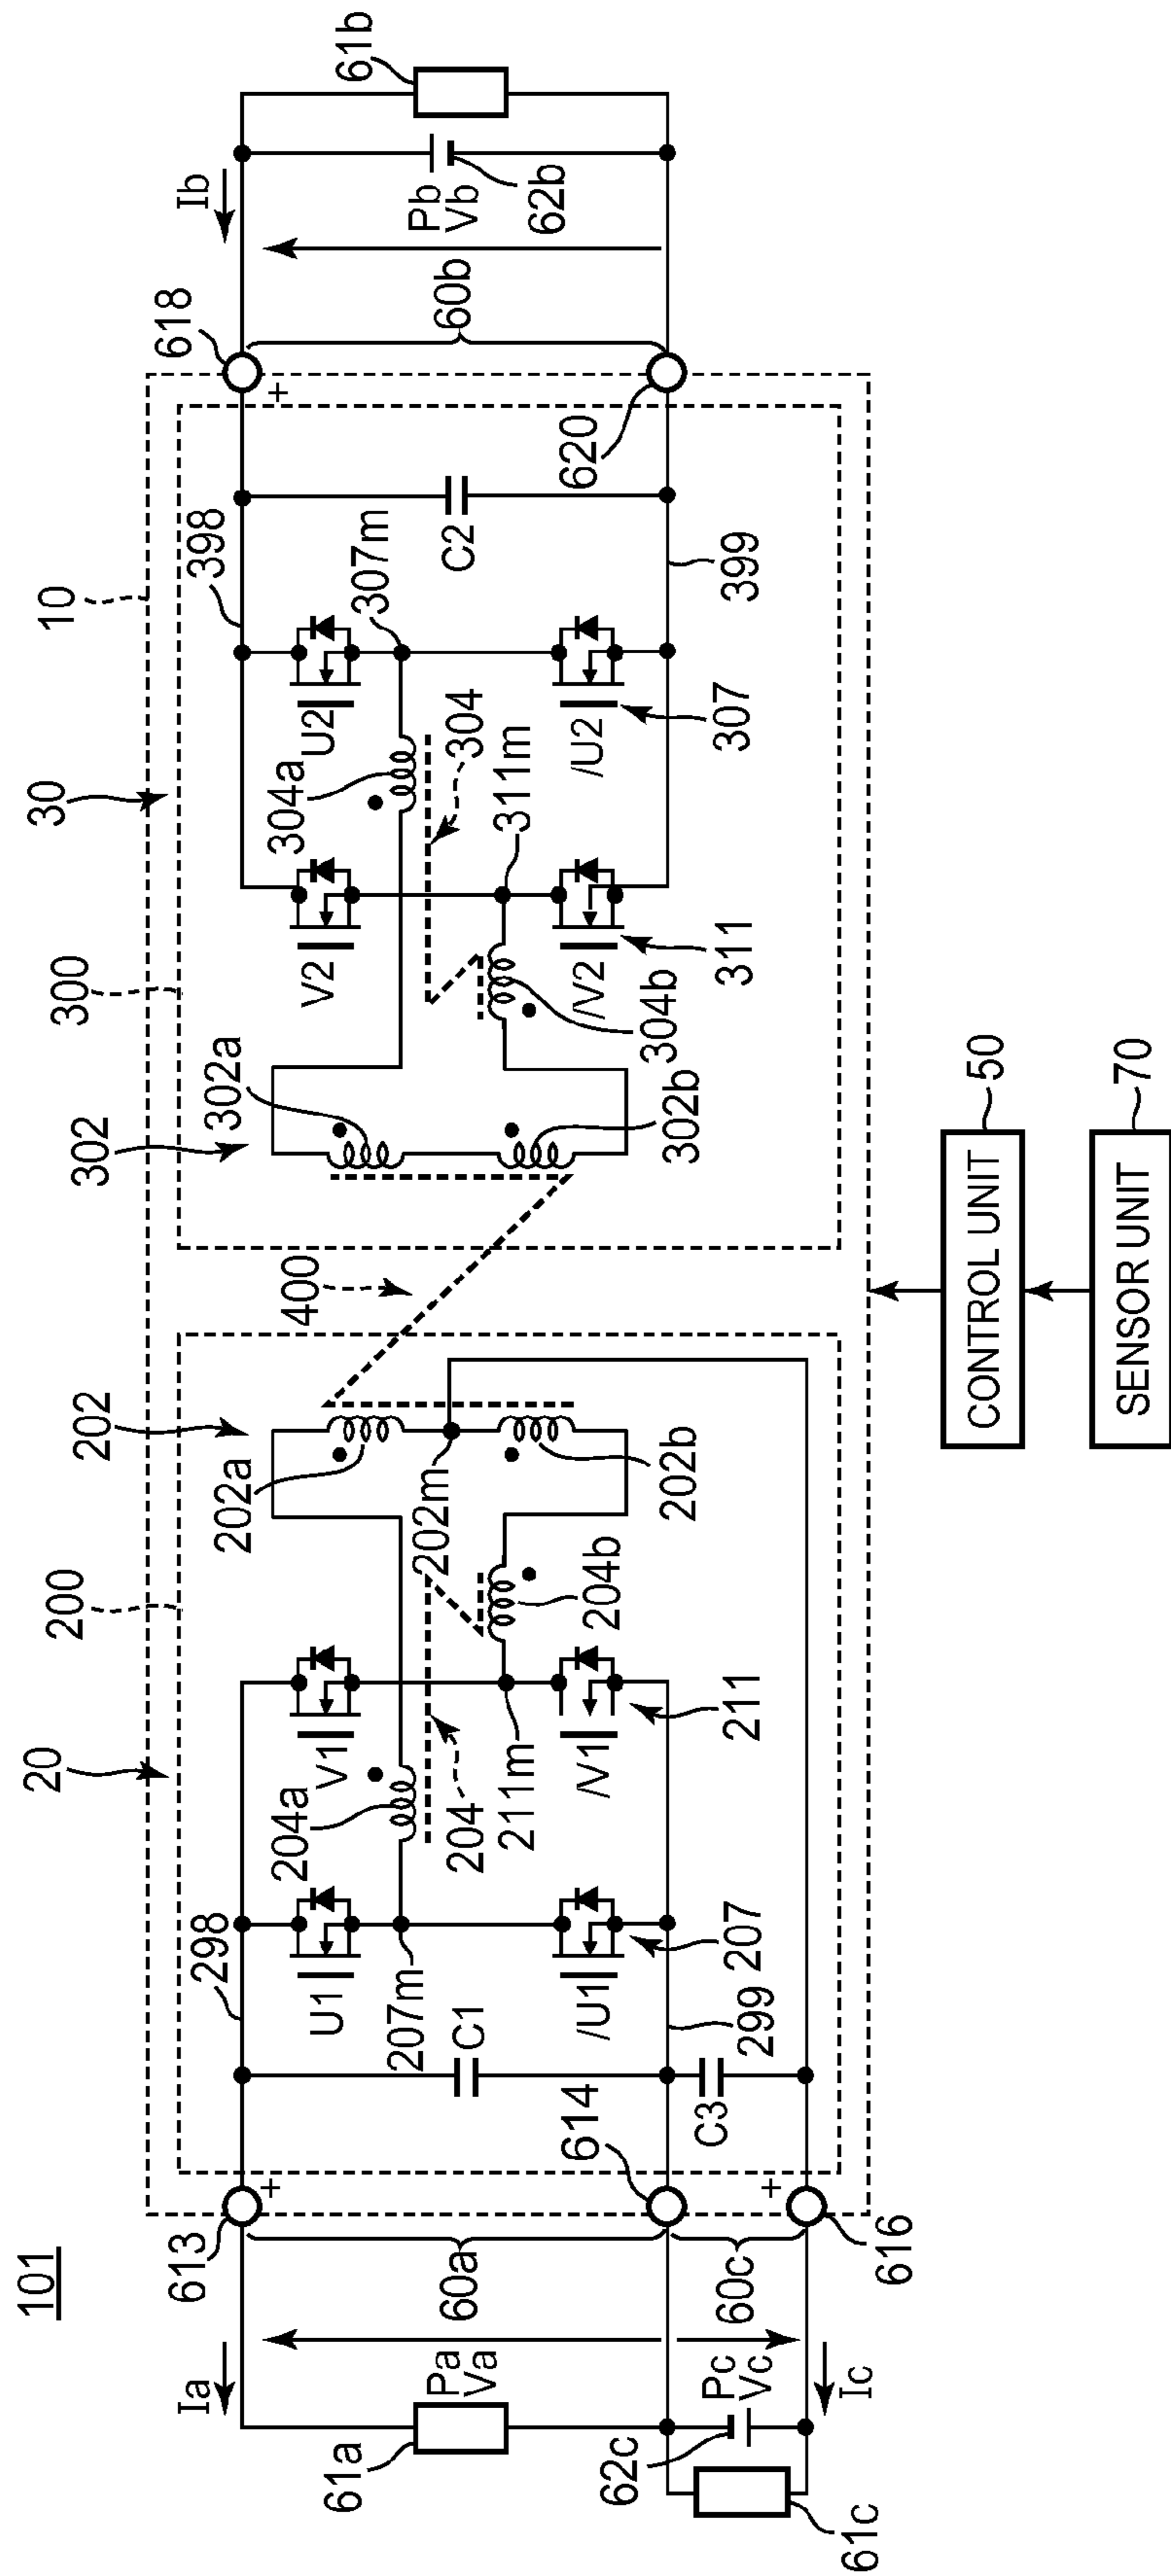 101
20
200
202
400
302
300
30
10
613
+
298
U1
204a
V1
202a
202m
302a
V2
304a
U2
307m
398
+
618
Ib
61b
Ia
61a
Pa
Va
60a
207m
C1
204
211m
204b
202b
302b
304b
311m
304
C2
60b
Pb
Vb
62b
614
/U1
207
/V1
211
/V2
311
/U2
307
399
620
299
C3
60c
+
616
Pc
Vc
62c
61c
Ic
CONTROL UNIT
50
SENSOR UNIT
70